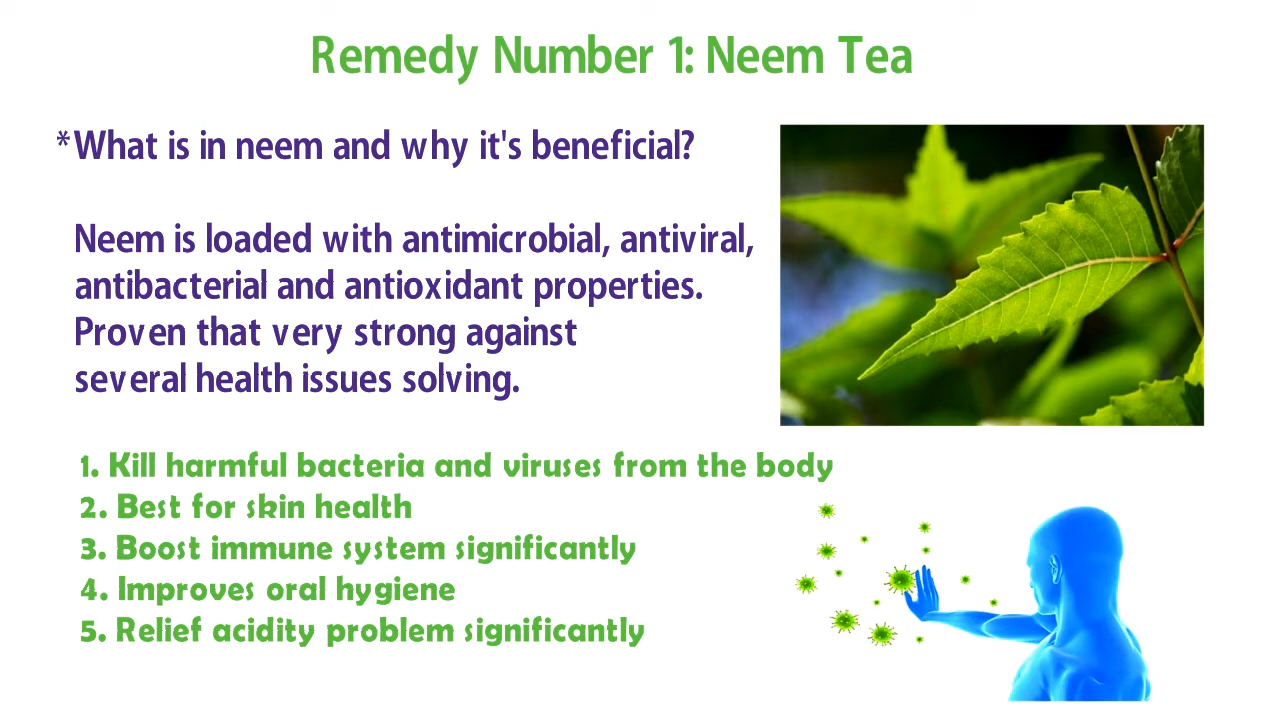 Remedy Number 1: Neem Tea
*What is in neem and why it's beneficial?
Neem is loaded with antimicrobial, antiviral,
antibacterial and antioxidant properties.
Proven that very strong against
several health issues solving.
1. Kill harmful bacteria and viruses from the body
2. Best for skin health
3. Boost immune system significantly
4. Improves oral hygiene
5. Relief acidity problem significantly